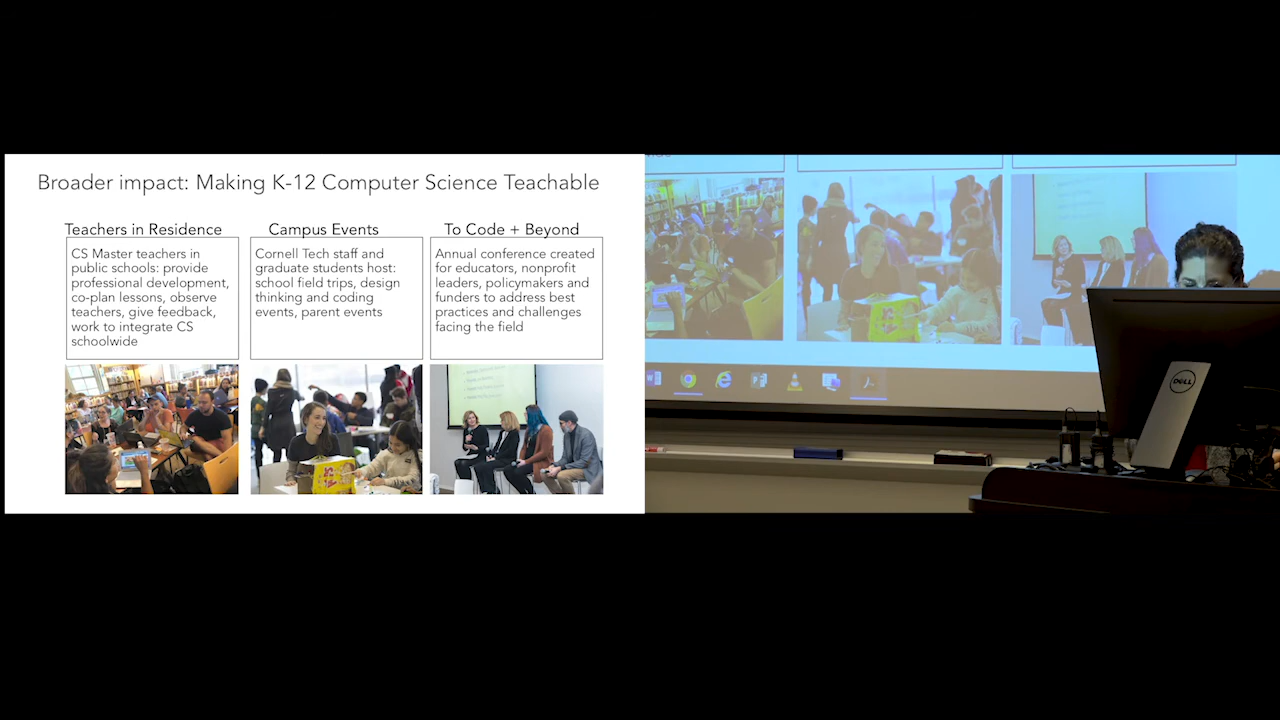 Broader impact: Making K-12 Computer Science Teachable
Teachers in Residence
CS Master teachers in
public schools: provide
professional development,
co-plan lessons, observe
teachers, give feedback,
work to integrate CS
schoolwide
Campus Events
Cornell Tech staff and
graduate students host:
school field trips, design
thinking and coding
events, parent events
To Code + Beyond
Annual conference created
for educators, nonprofit
leaders, policymakers and
funders to address best
practices and challenges
facing the field
DELL